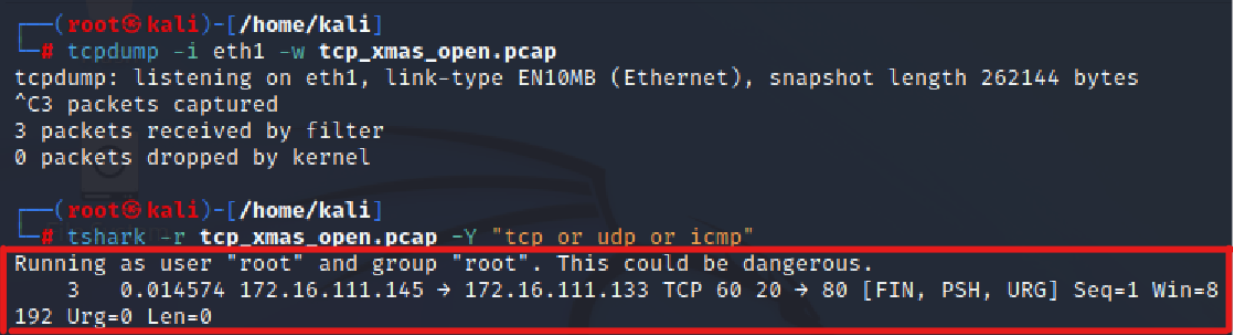 ┌──(root㉿kali)-[/home/kali]
└─# tcpdump -i eth1 -w tcp_xmas_open.pcap
tcpdump: listening on eth1, link-type EN10MB (Ethernet), snapshot length 262144 bytes
^C3 packets captured
3 packets received by filter
0 packets dropped by kernel
┌──(root㉿kali)-[/home/kali]
└─# tshark -r tcp_xmas_open.pcap -Y "tcp or udp or icmp"
Running as user "root" and group "root". This could be dangerous.
    3   0.014574 172.16.111.145 → 172.16.111.133 TCP 60 20 → 80 [FIN, PSH, URG] Seq=1 Win=8
192 Urg=0 Len=0